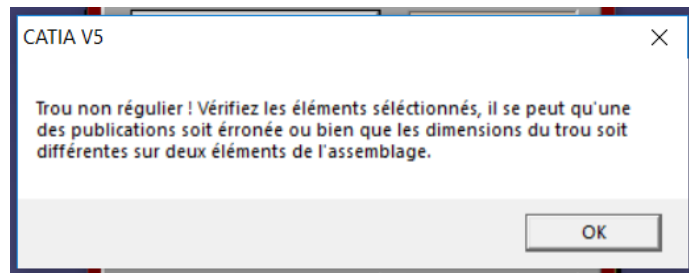 CATIA V5
Trou non régulier ! Vérifiez les éléments séléctionnés, il se peut qu'une
des publications soit érronée ou bien que les dimensions du trou soit
différentes sur deux éléments de l'assemblage.
OK